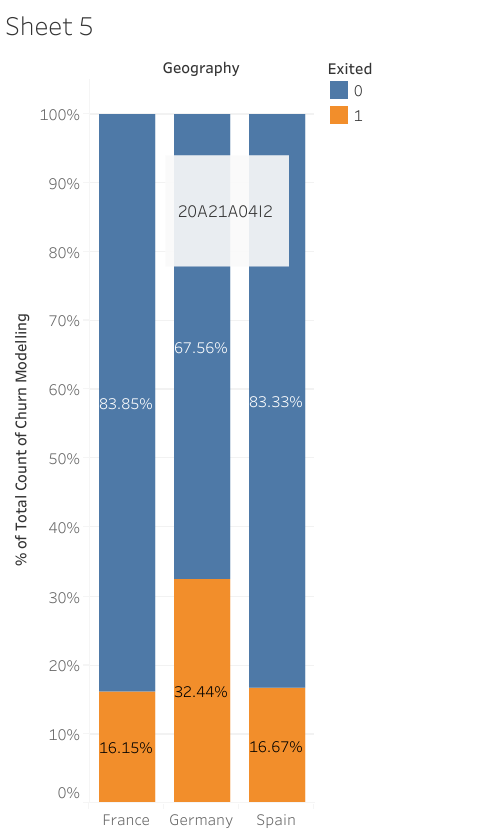 Sheet 5
Geography
Exited
0
1
100%
90%
80%
70%
60%
50%
40%
30%
20%
10%
0%
% of Total Count of Churn Modelling
20A21A04I2
67.56%
83.85%
83.33%
32.44%
16.15%
16.67%
France
Germany
Spain